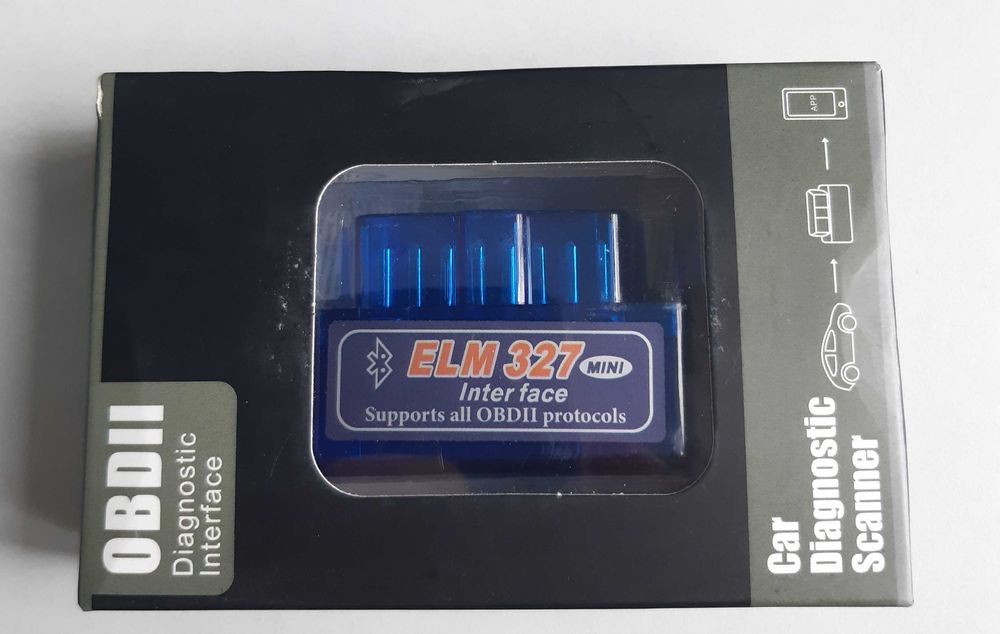 OBDII
Diagnostic
Interface
ELM 327 MINI
Inter face
Supports all OBDII protocols
APP
Car
Diagnostic
Scanner